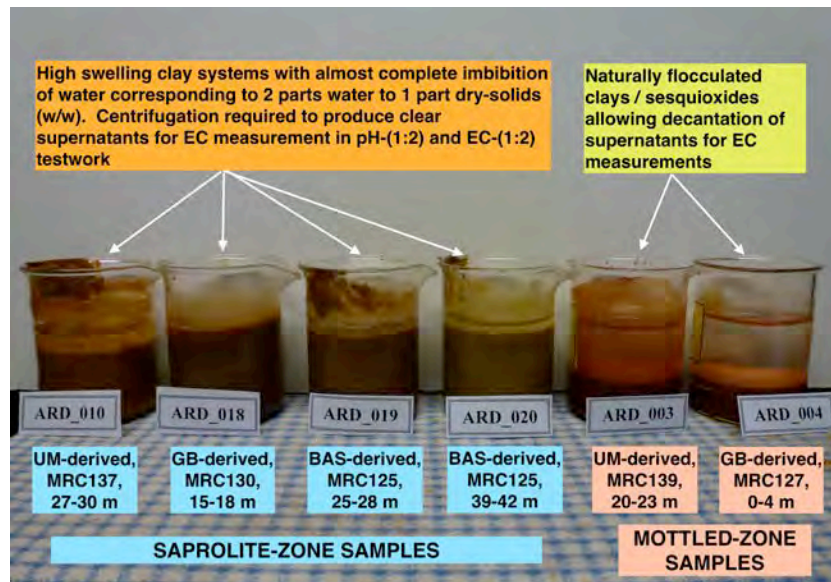 High swelling clay systems with almost complete imbibition
of water corresponding to 2 parts water to 1 part dry-solids
(w/w). Centrifugation required to produce clear
supernatants for EC measurement in pH-(1:2) and EC-(1:2)
testwork
Naturally flocculated
clays / sesquioxides
allowing decantation of
supernatants for EC
measurements
ARD_010
ARD_018
ARD_019
ARD_020
ARD_003
ARD_004
UM-derived,
MRC137,
27-30 m
GB-derived,
MRC130,
15-18 m
BAS-derived,
MRC125,
25-28 m
BAS-derived,
MRC125,
39-42 m
UM-derived,
MRC139,
20-23 m
GB-derived,
MRC127,
0-4 m
SAPROLITE-ZONE SAMPLES
MOTTLED-ZONE
SAMPLES